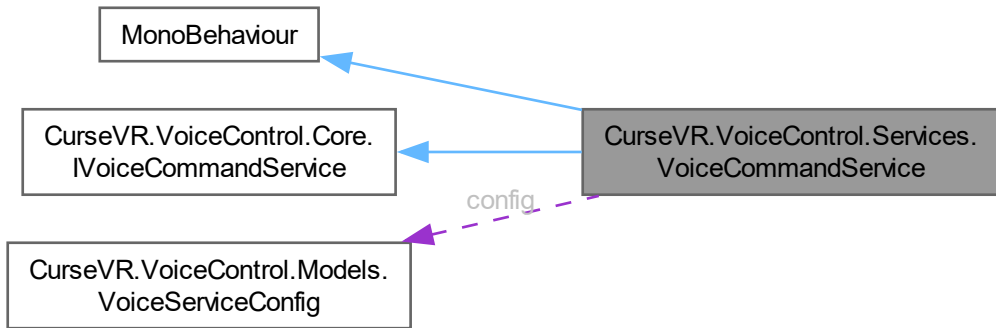 MonoBehaviour
CurseVR.VoiceControl.Core.
IVoiceCommandService
CurseVR.VoiceControl.Services.
VoiceCommandService
config
CurseVR.VoiceControl.Models.
VoiceServiceConfig